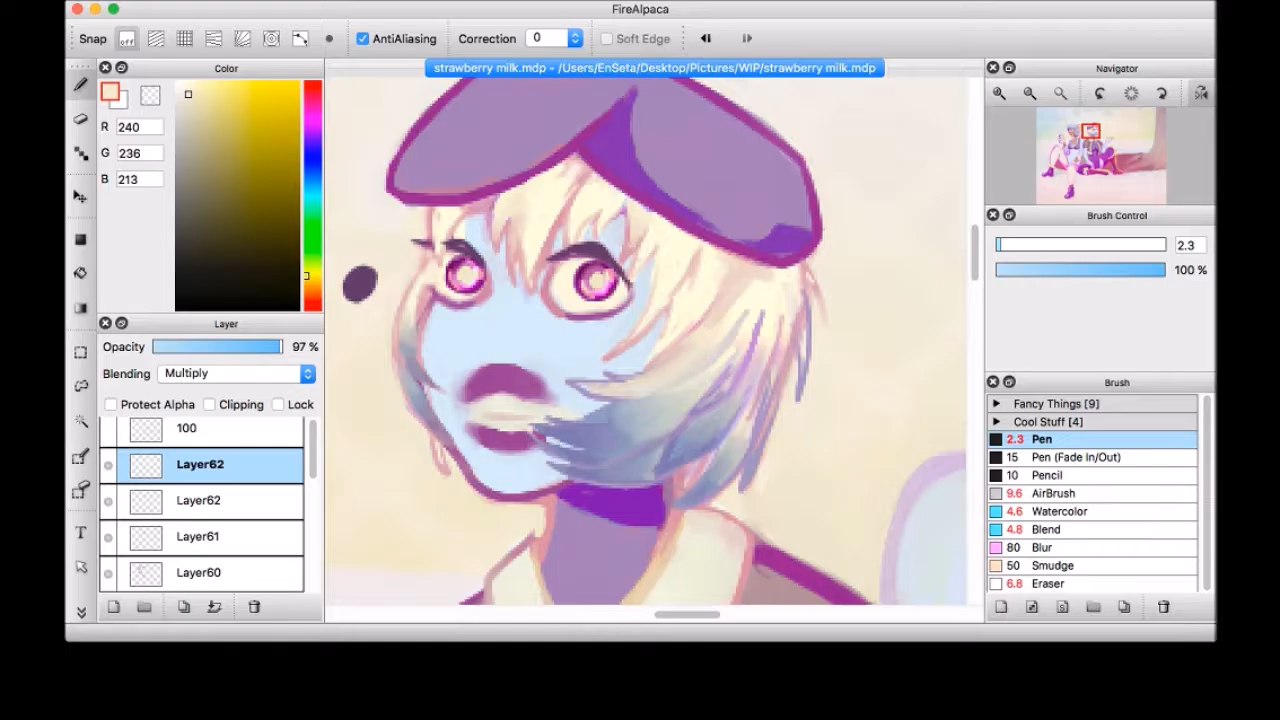 FireAlpaca
Snap
off
AntiAliasing
Correction
0
Soft Edge
Color
strawberry milk.mdp - /Users/EnSeta/Desktop/Pictures/WIP/strawberry milk.mdp
Navigator
R 240
G 236
B 213
Brush Control
2.3
100 %
Layer
Opacity 97 %
Blending Multiply
Protect Alpha Clipping Lock
100
Layer62
Layer62
Layer61
Layer60
T
Brush
Fancy Things [9]
Cool Stuff [4]
2.3 Pen
15 Pen (Fade In/Out)
10 Pencil
9.6 AirBrush
4.6 Watercolor
4.8 Blend
80 Blur
50 Smudge
6.8 Eraser